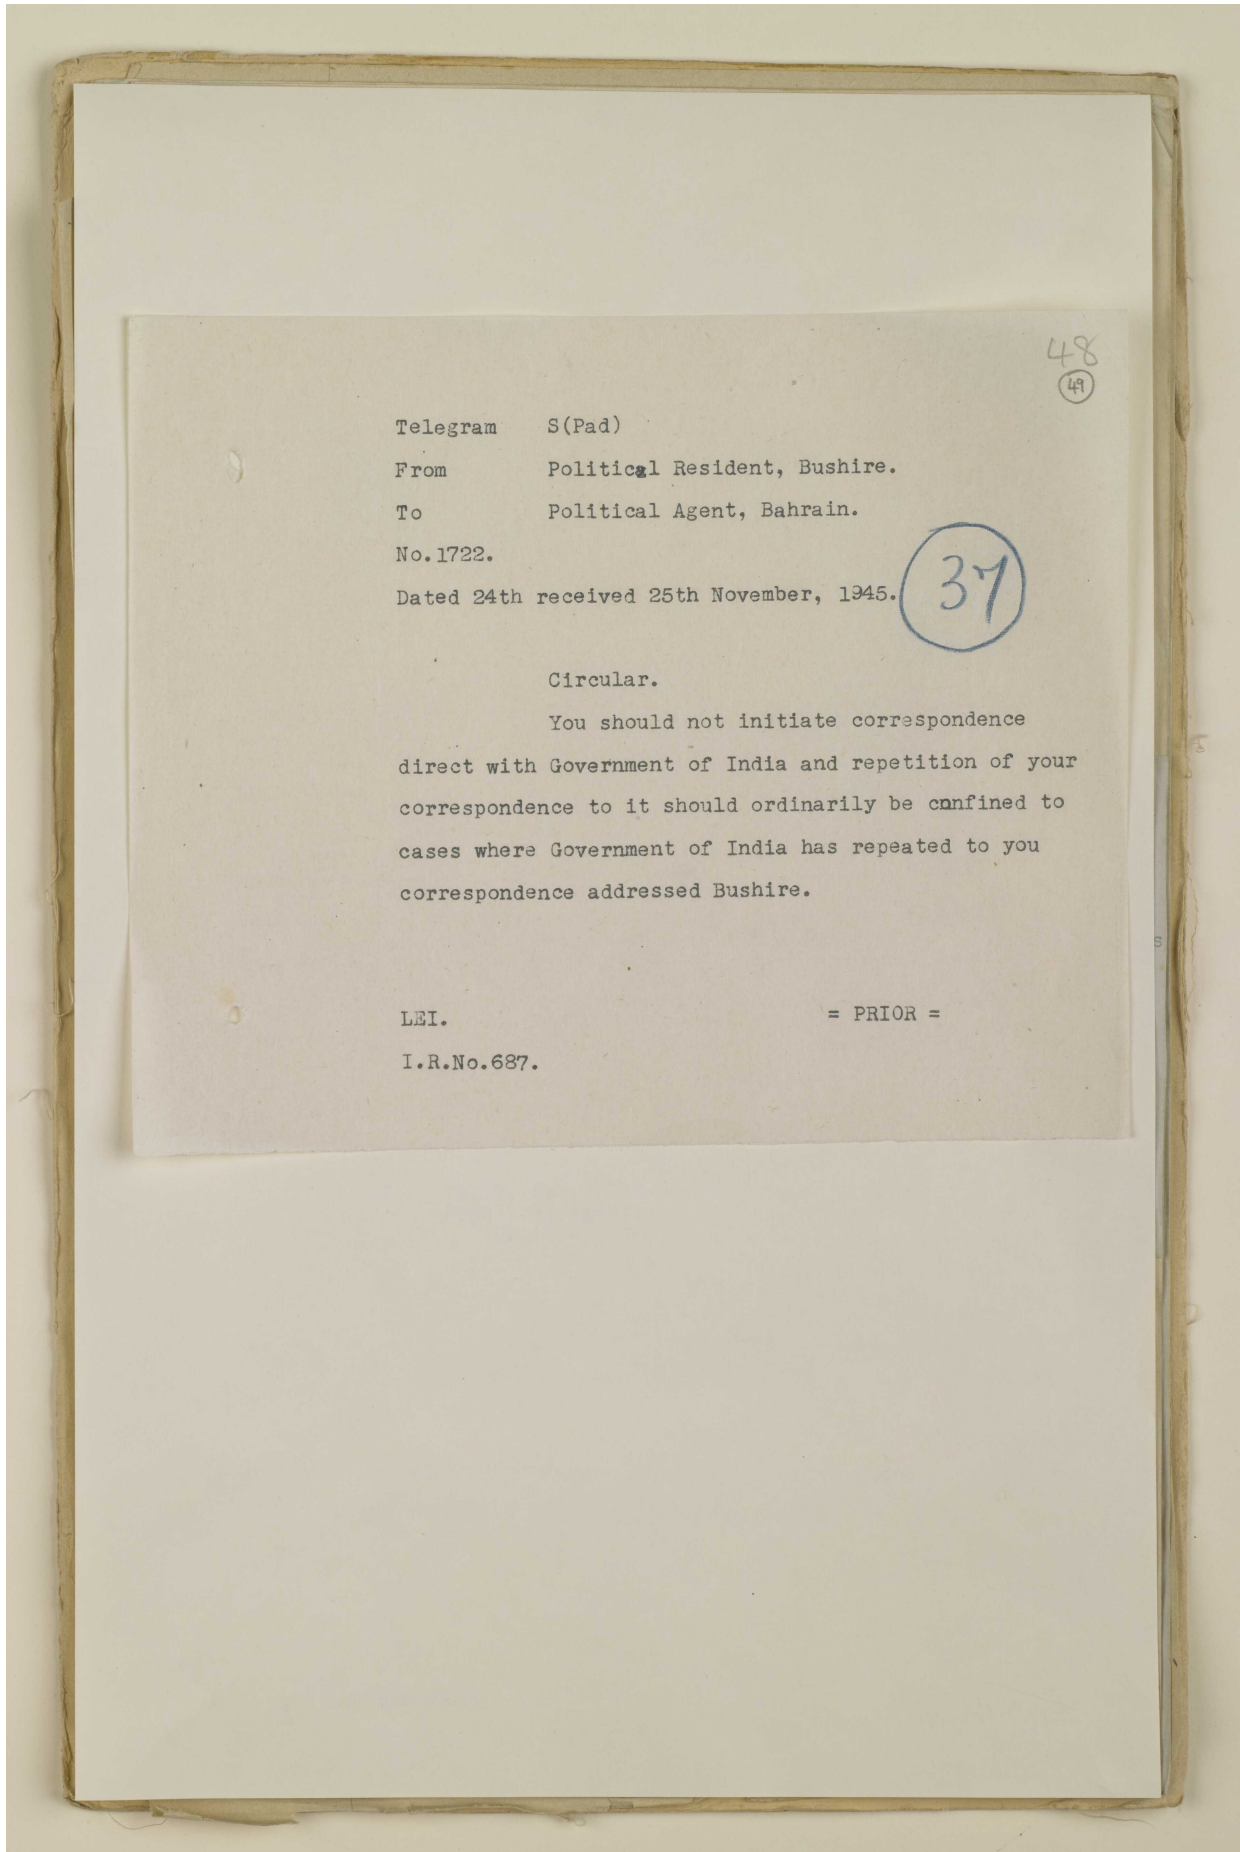 48
49
Telegram S(Pad)
From Political Resident, Bushire.
To Political Agent, Bahrain.
No.1722.
Dated 24th received 25th November, 1945.
37
Circular.
You should not initiate correspondence
direct with Government of India and repetition of your
correspondence to it should ordinarily be cnnfined to
cases where Government of India has repeated to you
correspondence addressed Bushire.
= PRIOR =
LEI.
I.R.No.687.
s